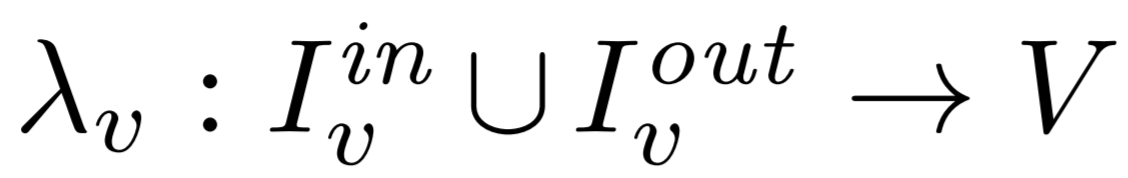 λ_v : I_v^{in} ∪ I_v^{out} → V